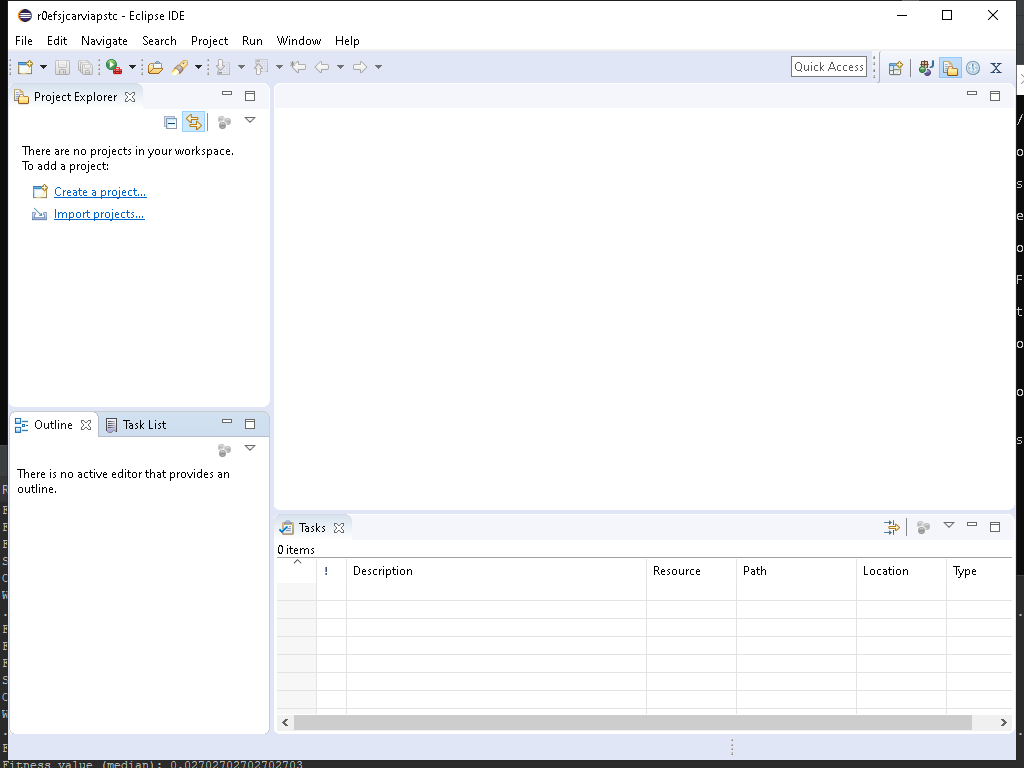 r0efsjcarviapstc - Eclipse IDE
File Edit Navigate Search Project Run Window Help
Quick Access
Project Explorer
There are no projects in your workspace.
To add a project:
Create a project...
Import projects...
Outline Task List
There is no active editor that provides an
outline.
Tasks
0 items
! Description Resource Path Location Type
Fitness value (median): 0.02702702702702703